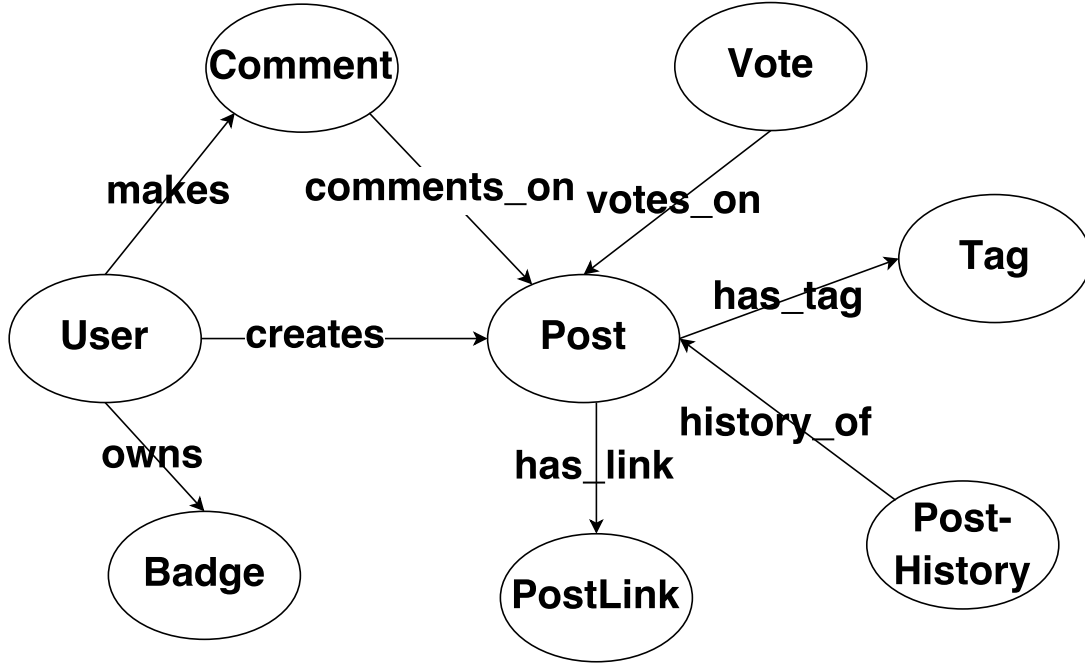 Comment
Vote
makes
comments_on
votes_on
Tag
has_tag
User
creates
Post
history_of
owns
has_link
Post-
History
Badge
PostLink